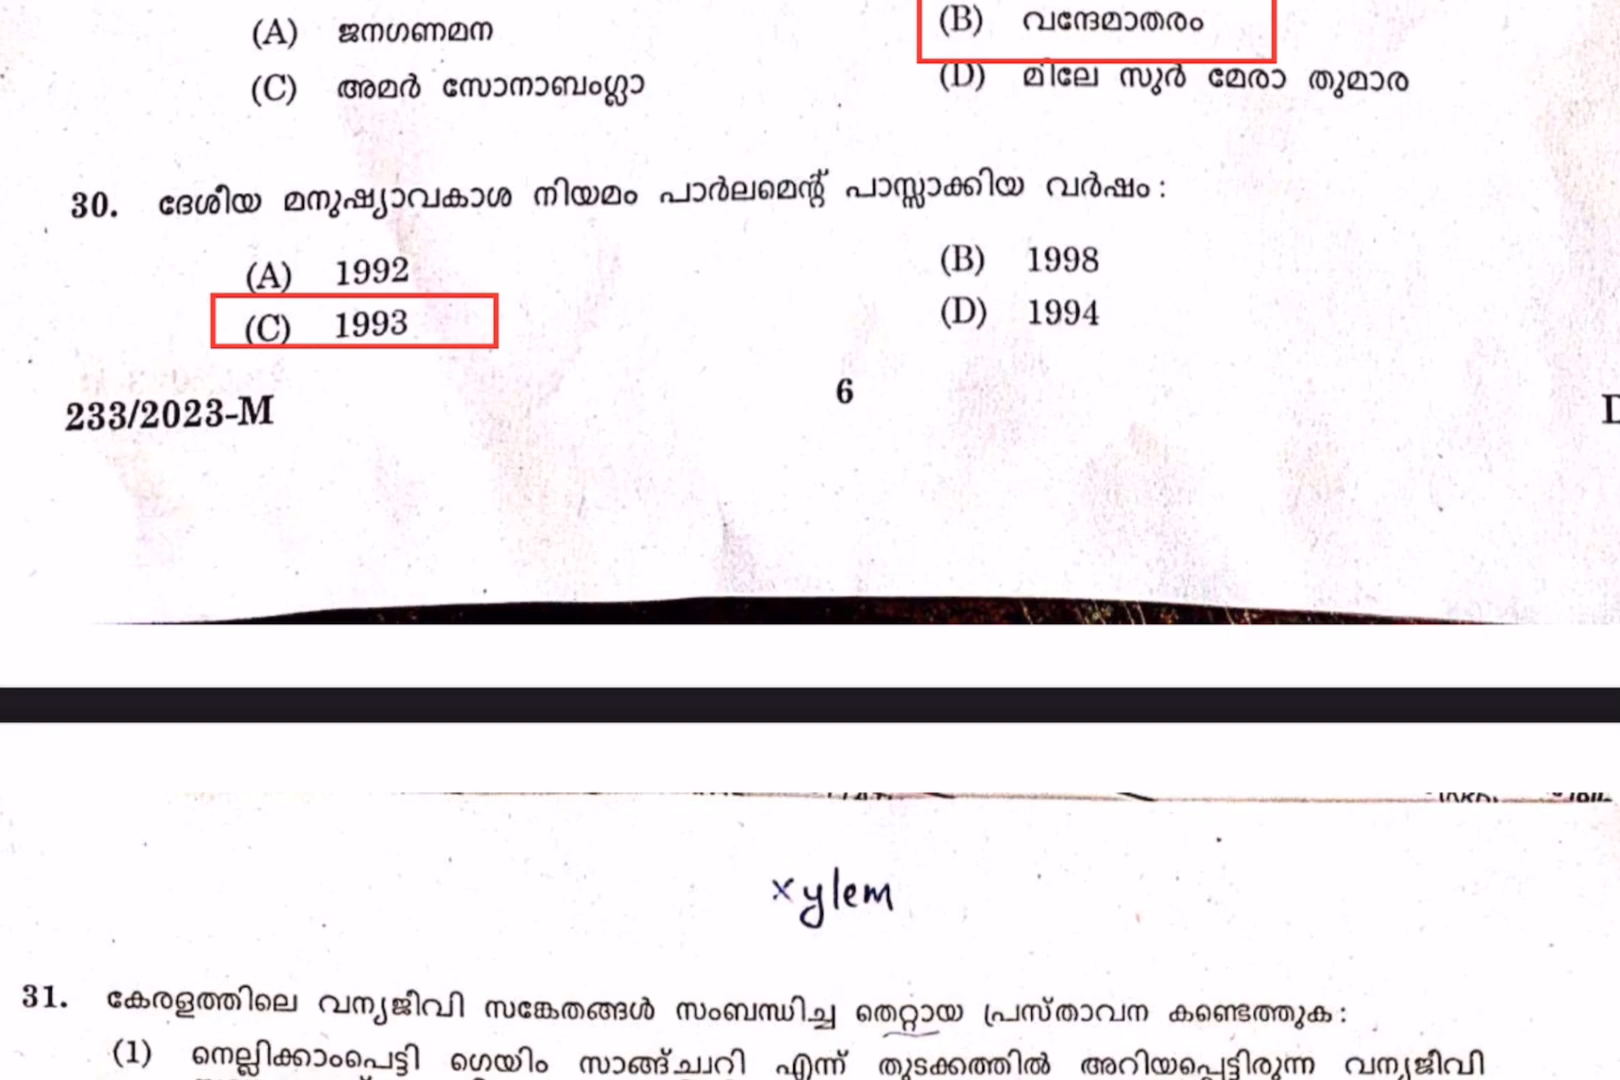 (A) ജനഗണമന (B) വന്ദേമാതരം
(C) അമർ സോനാബംഗ്ലാ (D) മിലേ സുർ മേരാ തുമാര
30. ദേശീയ മനുഷ്യാവകാശ നിയമം പാർലമെന്റ് പാസ്സാക്കിയ വർഷം :
(A) 1992 (B) 1998
(C) 1993 (D) 1994
233/2023-M 6
xylem
31. കേരളത്തിലെ വന്യജീവി സങ്കേതങ്ങൾ സംബന്ധിച്ച തെറ്റായ പ്രസ്താവന കണ്ടെത്തുക :
(1) നെല്ലിക്കാംപെട്ടി ഗെയിം സാങ്ങ്ച്വറി എന്ന് തുടക്കത്തിൽ അറിയപ്പെട്ടിരുന്ന വന്യജീവി